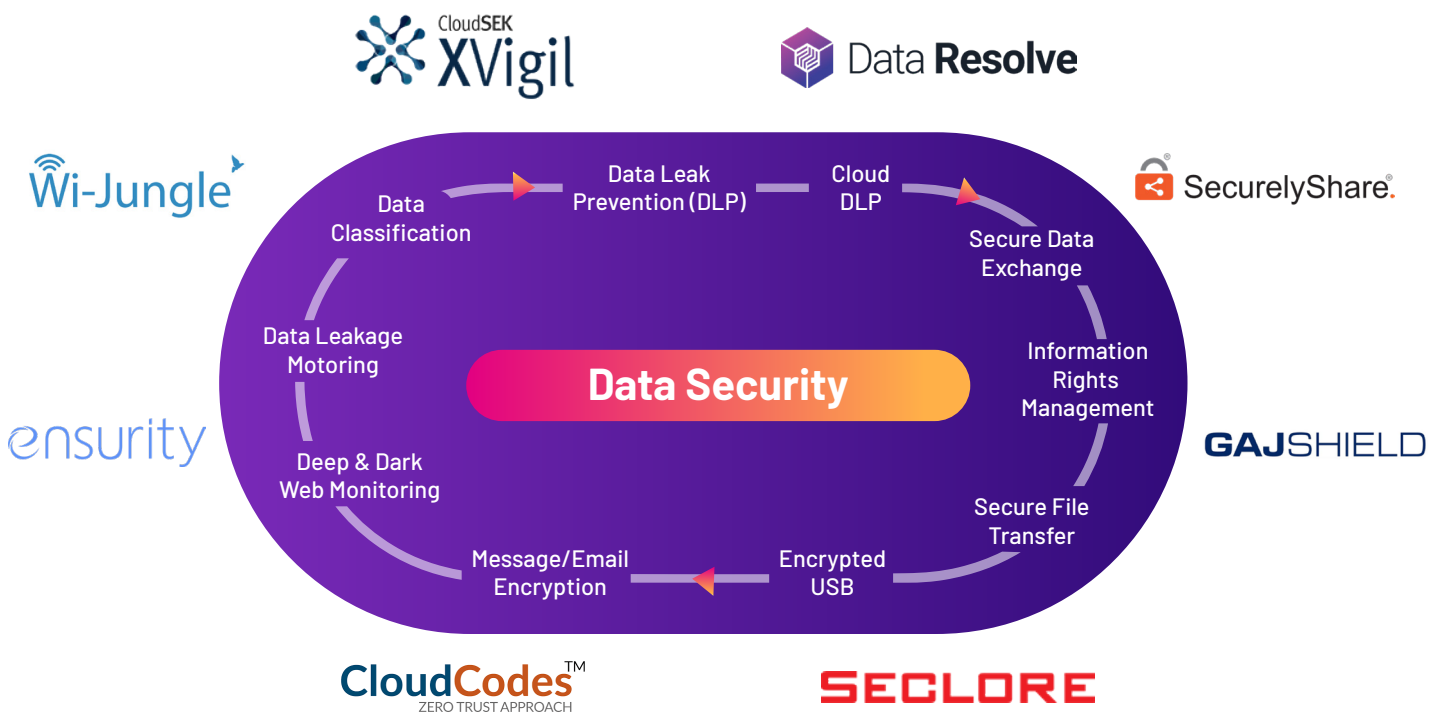 CloudSEK
XVigil
Data Resolve
Wi-Jungle
SecurelyShare.®
Data
Classification
Data Leak
Prevention (DLP)
Cloud
DLP
Secure Data
Exchange
Data Leakage
Motoring
Information
Rights
Management
Data Security
ensurity
GAJSHIELD
Deep & Dark
Web Monitoring
Secure File
Transfer
Message/Email
Encryption
Encrypted
USB
CloudCodes™
ZERO TRUST APPROACH
SECLORE